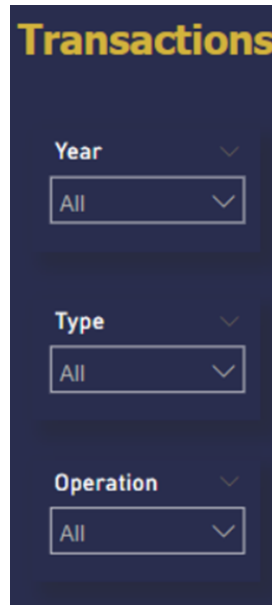 Transactions
Year
All
Type
All
Operation
All